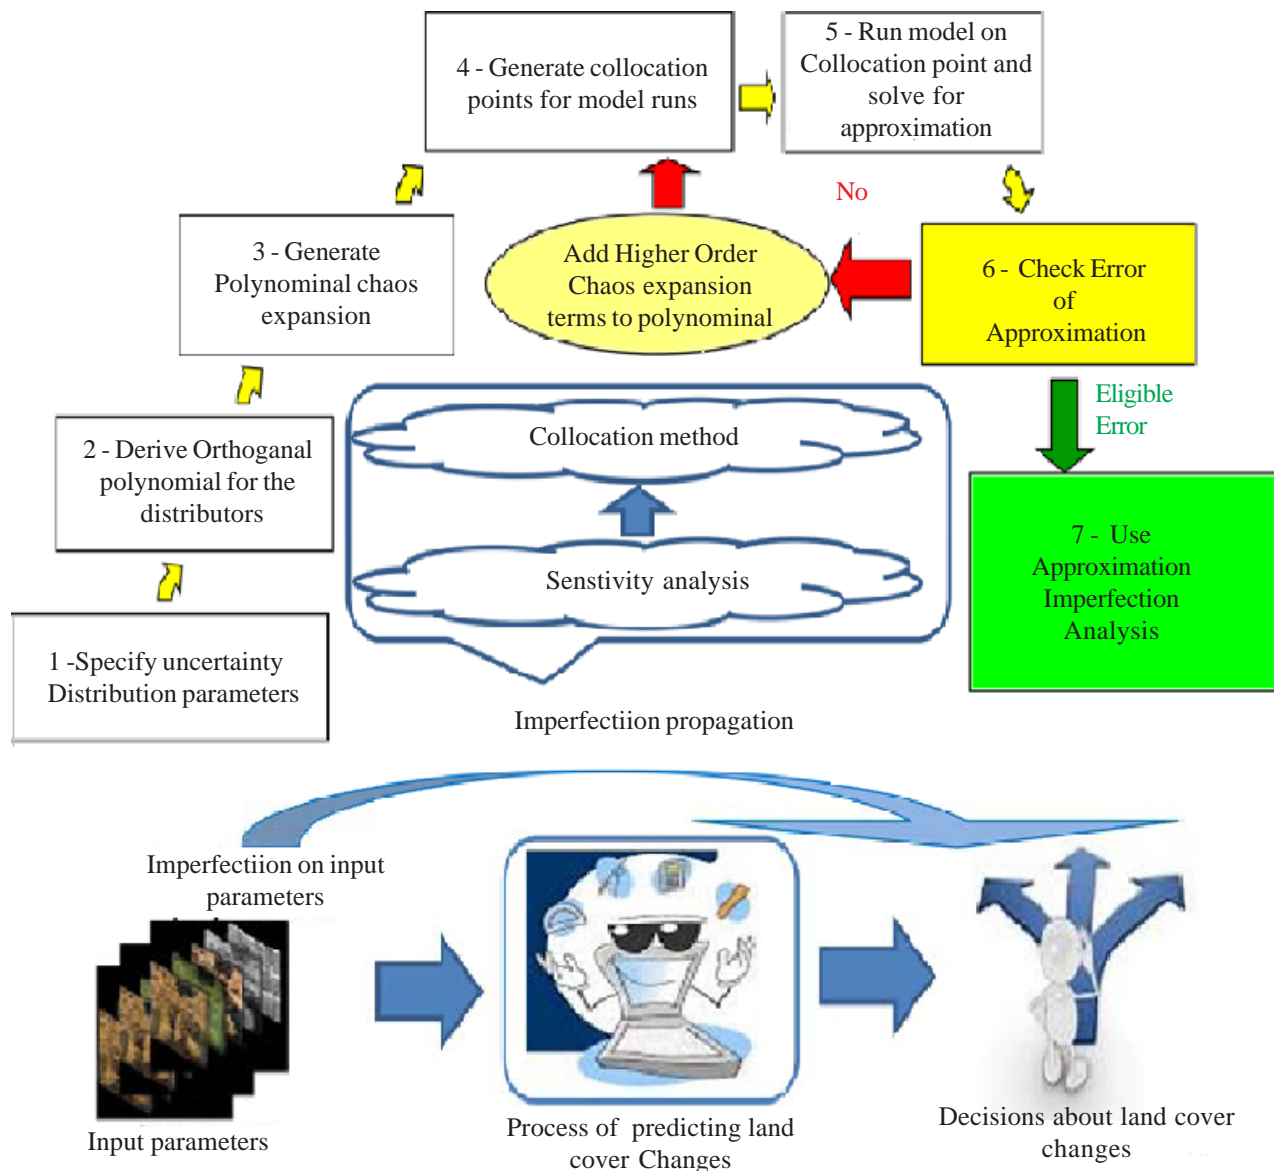 4 - Generate collocation
points for model runs
5 - Run model on
Collocation point and
solve for
approximation
No
3 - Generate
Polynominal chaos
expansion
Add Higher Order
Chaos expansion
terms to polynominal
6 - Check Error
of
Approximation
Eligible
Error
2 - Derive Orthoganal
polynomial for the
distributors
Collocation method
Senstivity analysis
7 - Use
Approximation
Imperfection
Analysis
1 -Specify uncertainty
Distribution parameters
Imperfectiion propagation
Imperfectiion on input
parameters
Input parameters
Process of predicting land
cover Changes
Decisions about land cover
changes